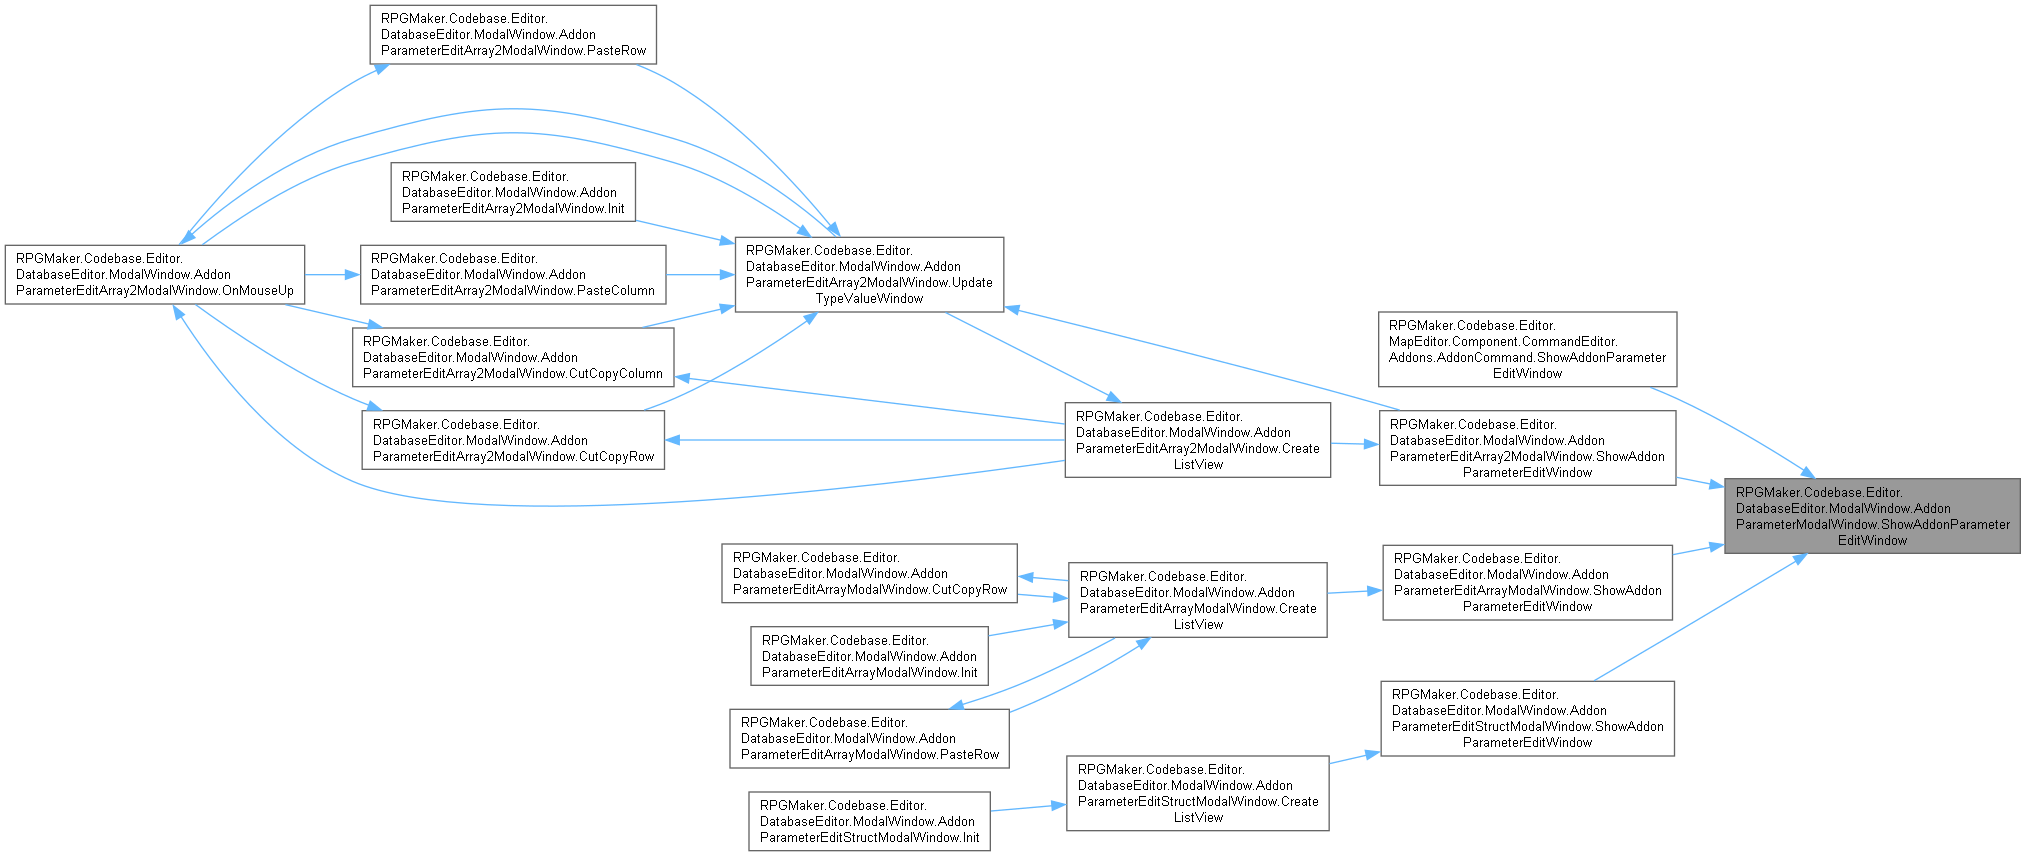 RPGMaker.Codebase.Editor.
DatabaseEditor.ModalWindow.Addon
ParameterEditArray2ModalWindow.PasteRow
RPGMaker.Codebase.Editor.
DatabaseEditor.ModalWindow.Addon
ParameterEditArray2ModalWindow.Init
RPGMaker.Codebase.Editor.
DatabaseEditor.ModalWindow.Addon
ParameterEditArray2ModalWindow.OnMouseUp
RPGMaker.Codebase.Editor.
DatabaseEditor.ModalWindow.Addon
ParameterEditArray2ModalWindow.PasteColumn
RPGMaker.Codebase.Editor.
DatabaseEditor.ModalWindow.Addon
ParameterEditArray2ModalWindow.Update
TypeValueWindow
RPGMaker.Codebase.Editor.
DatabaseEditor.ModalWindow.Addon
ParameterEditArray2ModalWindow.CutCopyColumn
RPGMaker.Codebase.Editor.
DatabaseEditor.ModalWindow.Addon
ParameterEditArray2ModalWindow.CutCopyRow
RPGMaker.Codebase.Editor.
DatabaseEditor.ModalWindow.Addon
ParameterEditArray2ModalWindow.Create
ListView
RPGMaker.Codebase.Editor.
MapEditor.Component.CommandEditor.
Addons.AddonCommand.ShowAddonParameter
EditWindow
RPGMaker.Codebase.Editor.
DatabaseEditor.ModalWindow.Addon
ParameterEditArray2ModalWindow.ShowAddon
ParameterEditWindow
RPGMaker.Codebase.Editor.
DatabaseEditor.ModalWindow.Addon
ParameterModalWindow.ShowAddonParameter
EditWindow
RPGMaker.Codebase.Editor.
DatabaseEditor.ModalWindow.Addon
ParameterEditArrayModalWindow.CutCopyRow
RPGMaker.Codebase.Editor.
DatabaseEditor.ModalWindow.Addon
ParameterEditArrayModalWindow.Create
ListView
RPGMaker.Codebase.Editor.
DatabaseEditor.ModalWindow.Addon
ParameterEditArrayModalWindow.ShowAddon
ParameterEditWindow
RPGMaker.Codebase.Editor.
DatabaseEditor.ModalWindow.Addon
ParameterEditArrayModalWindow.Init
RPGMaker.Codebase.Editor.
DatabaseEditor.ModalWindow.Addon
ParameterEditArrayModalWindow.PasteRow
RPGMaker.Codebase.Editor.
DatabaseEditor.ModalWindow.Addon
ParameterEditStructModalWindow.ShowAddon
ParameterEditWindow
RPGMaker.Codebase.Editor.
DatabaseEditor.ModalWindow.Addon
ParameterEditStructModalWindow.Create
ListView
RPGMaker.Codebase.Editor.
DatabaseEditor.ModalWindow.Addon
ParameterEditStructModalWindow.Init